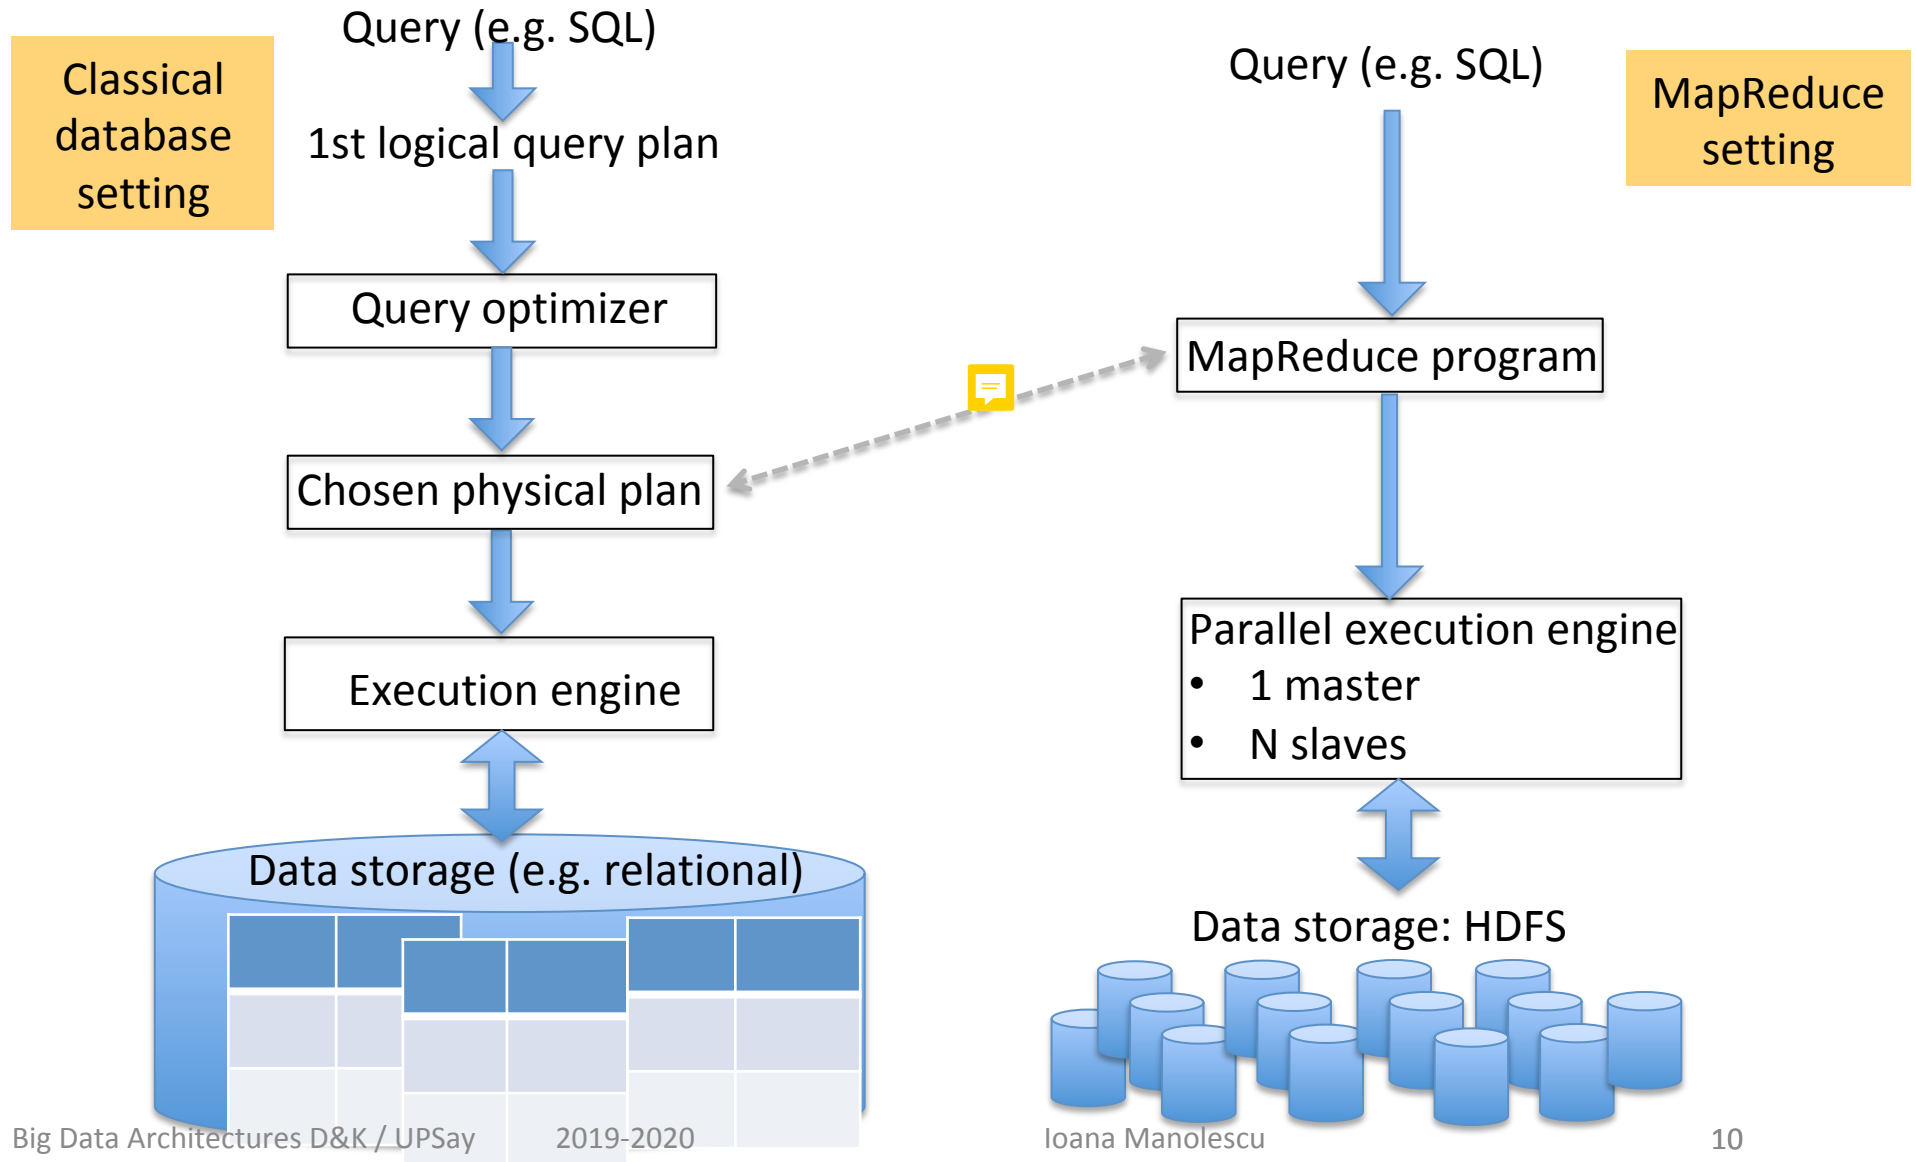 Classical
database
setting
Query (e.g. SQL)
1st logical query plan
Query optimizer
Chosen physical plan
Execution engine
Data storage (e.g. relational)
Query (e.g. SQL)
MapReduce
setting
MapReduce program
Parallel execution engine
• 1 master
• N slaves
Data storage: HDFS
Big Data Architectures D&K / UPSay 2019-2020 Ioana Manolescu 10